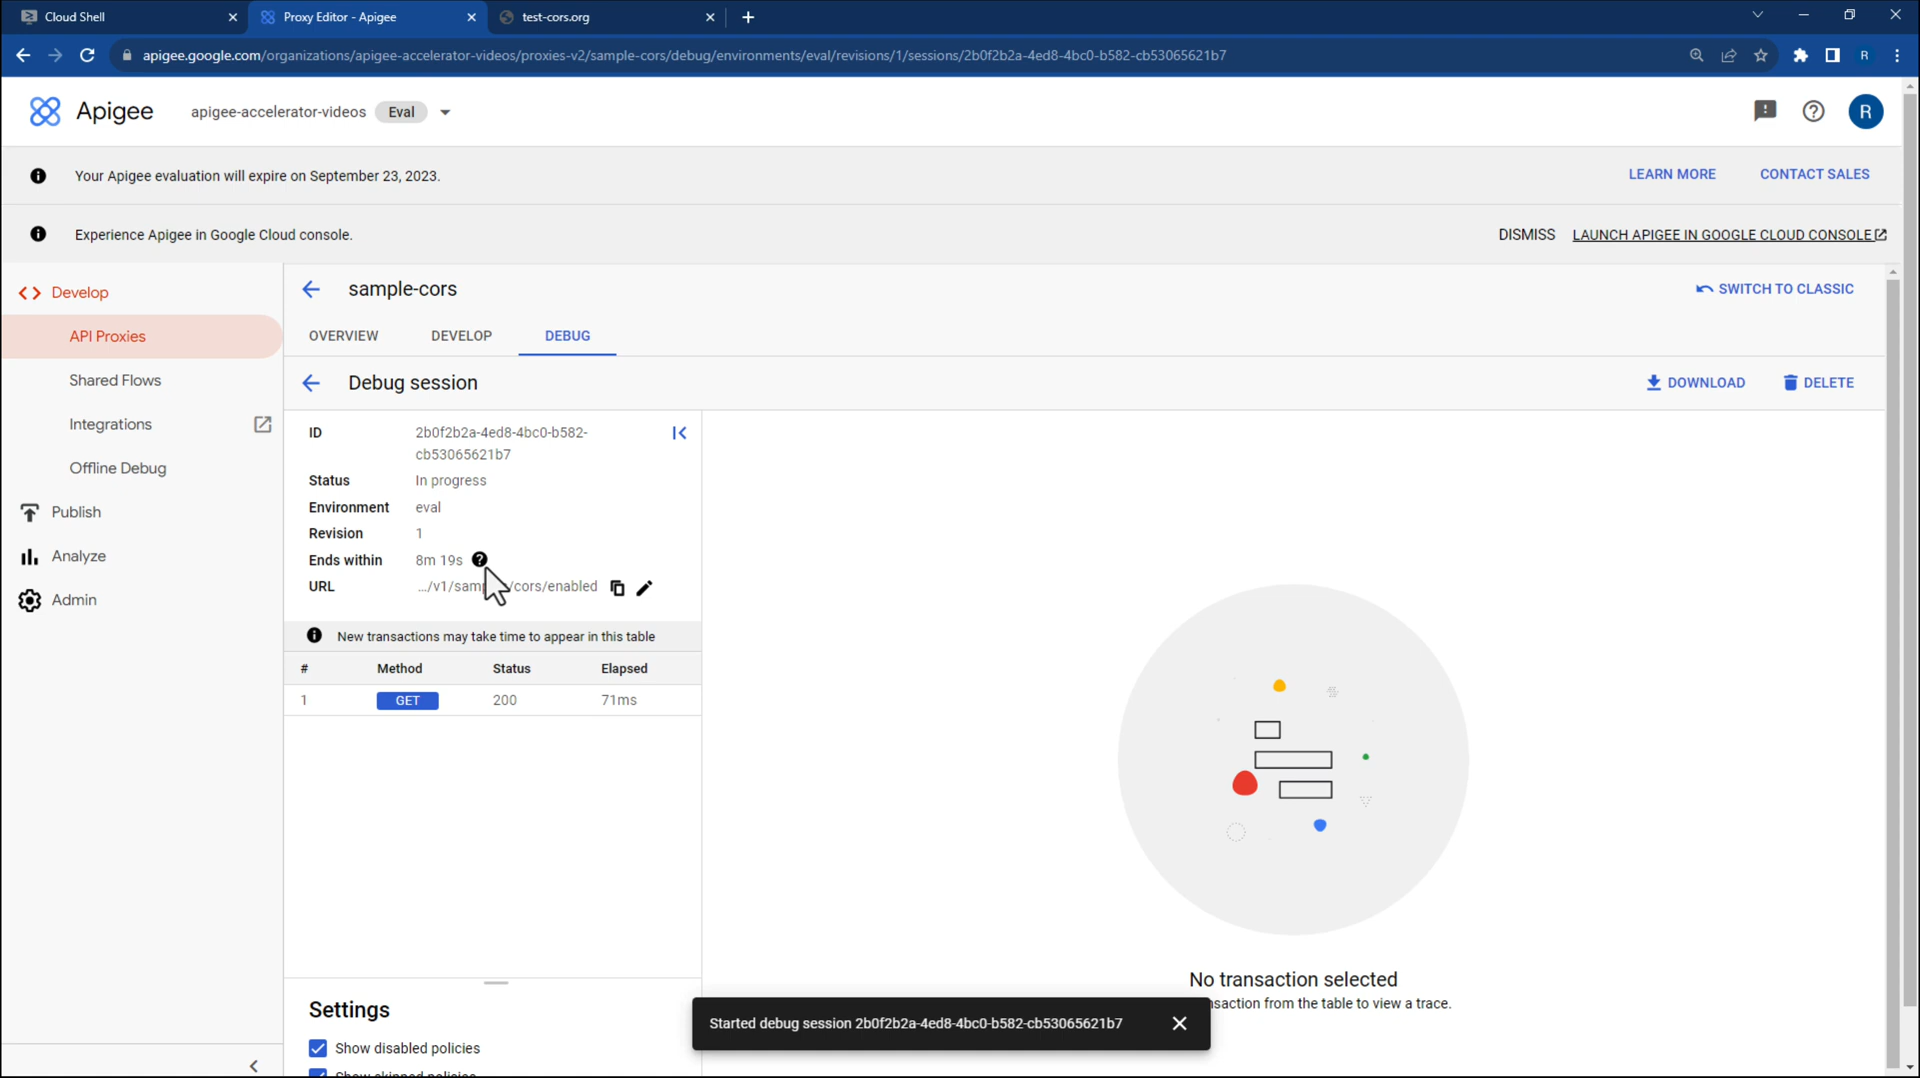 Cloud Shell
Proxy Editor - Apigee
test-cors.org
apigee.google.com/organizations/apigee-accelerator-videos/proxies-v2/sample-cors/debug/environments/eval/revisions/1/sessions/2b0f2b2a-4ed8-4bc0-b582-cb53065621b7
R
Apigee
apigee-accelerator-videos Eval
R
Your Apigee evaluation will expire on September 23, 2023.
LEARN MORE CONTACT SALES
Experience Apigee in Google Cloud console.
DISMISS LAUNCH APIGEE IN GOOGLE CLOUD CONSOLE
Develop
API Proxies
Shared Flows
Integrations
Offline Debug
Publish
Analyze
Admin
sample-cors
SWITCH TO CLASSIC
OVERVIEW DEVELOP DEBUG
Debug session
DOWNLOAD DELETE
ID 2b0f2b2a-4ed8-4bc0-b582-
cb53065621b7
Status In progress
Environment eval
Revision 1
Ends within 8m 19s
URL .../v1/samp /cors/enabled
New transactions may take time to appear in this table
# Method Status Elapsed
1 GET 200 71ms
Settings
Show disabled policies
Show skipped policies
No transaction selected
saction from the table to view a trace.
Started debug session 2b0f2b2a-4ed8-4bc0-b582-cb53065621b7